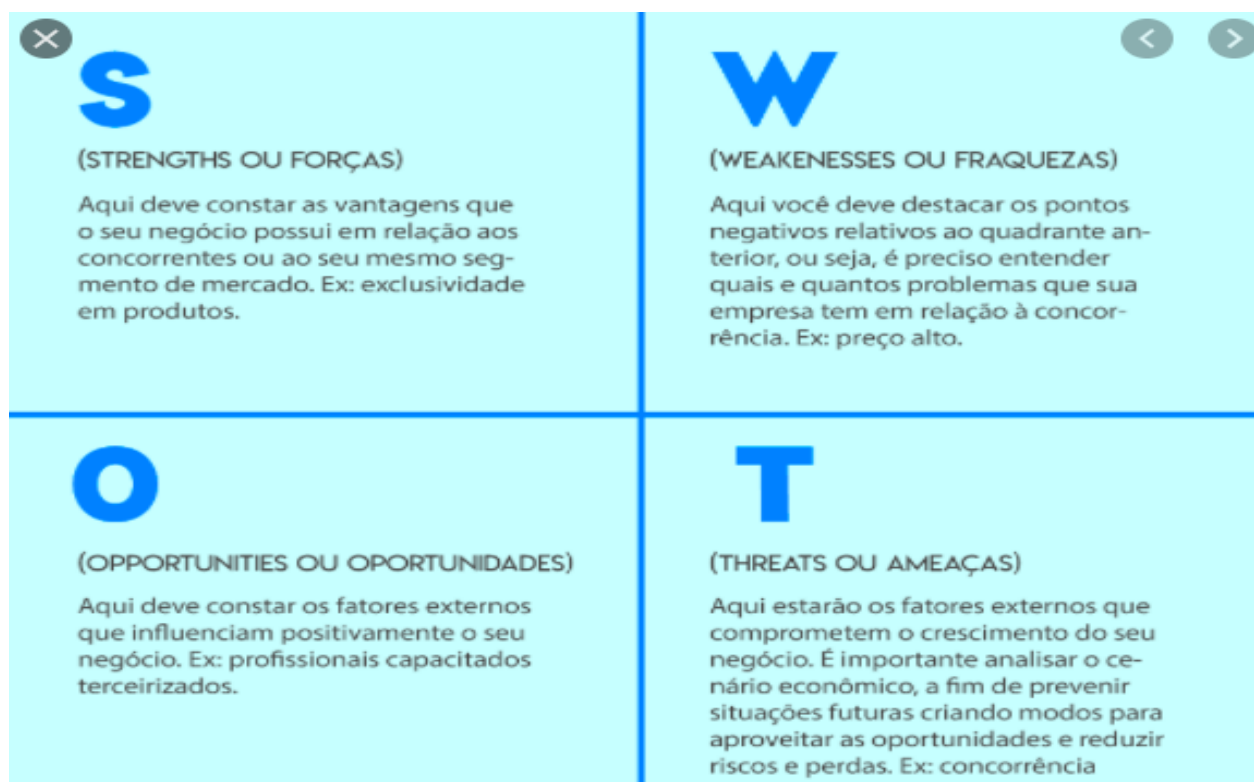 S
(STRENGTHS OU FORÇAS)
Aqui deve constar as vantagens que
o seu negócio possui em relação aos
concorrentes ou ao seu mesmo seg-
mento de mercado. Ex: exclusividade
em produtos.
W
(WEAKENESSES OU FRAQUEZAS)
Aqui você deve destacar os pontos
negativos relativos ao quadrante an-
terior, ou seja, é preciso entender
quais e quantos problemas que sua
empresa tem em relação à concor-
rência. Ex: preço alto.
O
(OPPORTUNITIES OU OPORTUNIDADES)
Aqui deve constar os fatores externos
que influenciam positivamente o seu
negócio. Ex: profissionais capacitados
terceirizados.
T
(THREATS OU AMEAÇAS)
Aqui estarão os fatores externos que
comprometem o crescimento do seu
negócio. É importante analisar o ce-
nário econômico, a fim de prevenir
situações futuras criando modos para
aproveitar as oportunidades e reduzir
riscos e perdas. Ex: concorrência